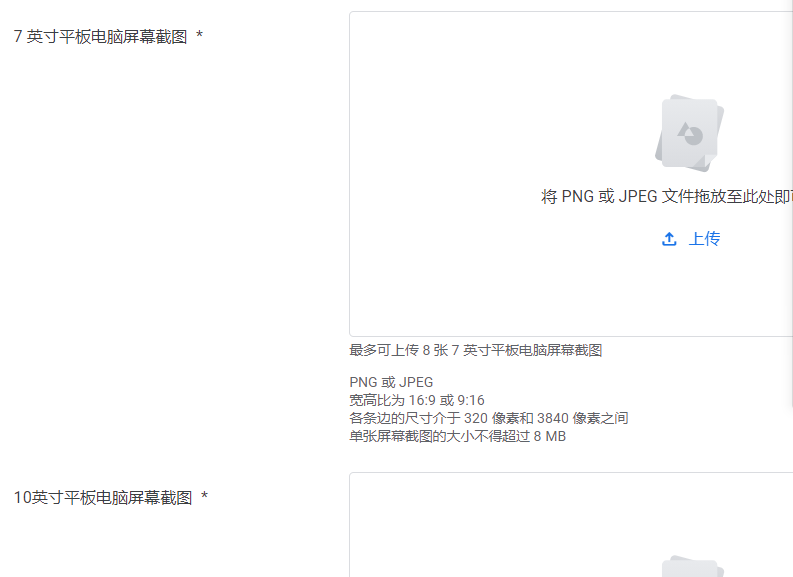 7 英寸平板电脑屏幕截图 *
将 PNG 或 JPEG 文件拖放至此处即
上传
最多可上传 8 张 7 英寸平板电脑屏幕截图
PNG 或 JPEG
宽高比为 16:9 或 9:16
各条边的尺寸介于 320 像素和 3840 像素之间
单张屏幕截图的大小不得超过 8 MB
10英寸平板电脑屏幕截图 *